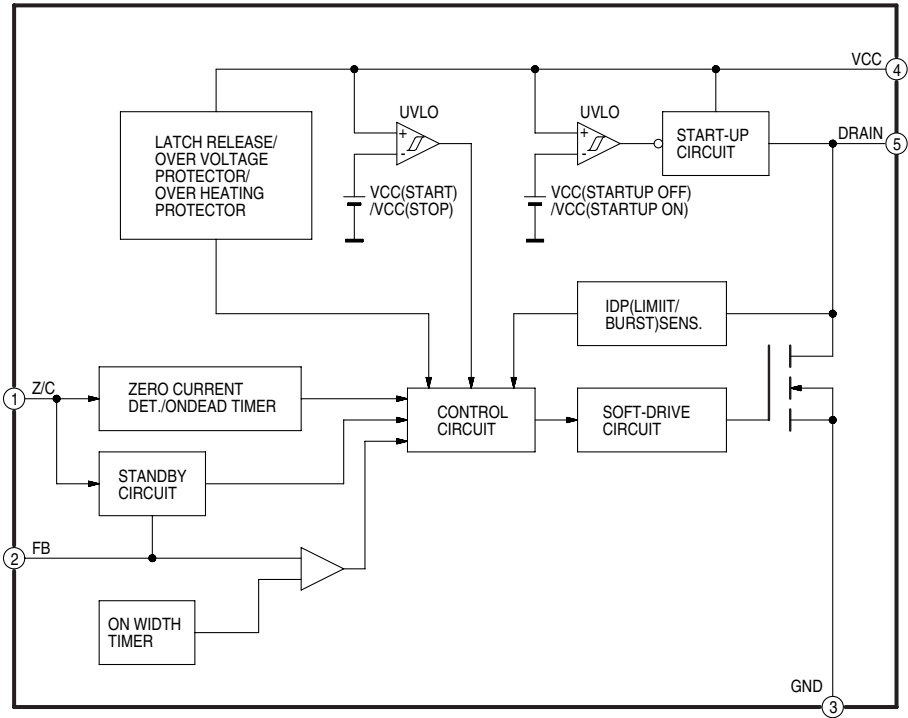 VCC
4
UVLO
UVLO
DRAIN
5
LATCH RELEASE/
OVER VOLTAGE
PROTECTOR/
OVER HEATING
PROTECTOR
+
-
+
-
START-UP
CIRCUIT
VCC(START)
/VCC(STOP)
VCC(STARTUP OFF)
/VCC(STARTUP ON)
IDP(LIMIIT/
BURST)SENS.
1
Z/C
ZERO CURRENT
DET./ONDEAD TIMER
CONTROL
CIRCUIT
SOFT-DRIVE
CIRCUIT
STANDBY
CIRCUIT
2
FB
ON WIDTH
TIMER
GND
3